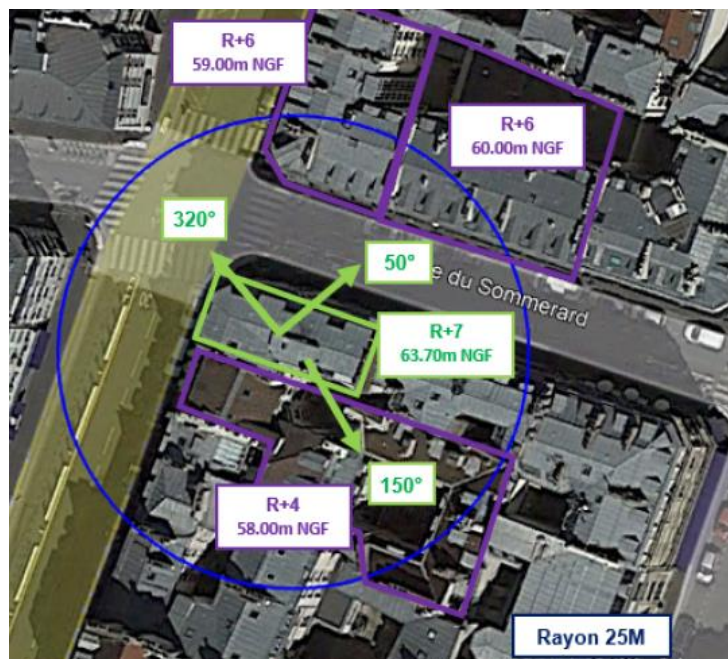 R+6
59.00m NGF
R+6
60.00m NGF
320°
50°
e du Sommerard
R+7
63.70m NGF
150°
R+4
58.00m NGF
Rayon 25M